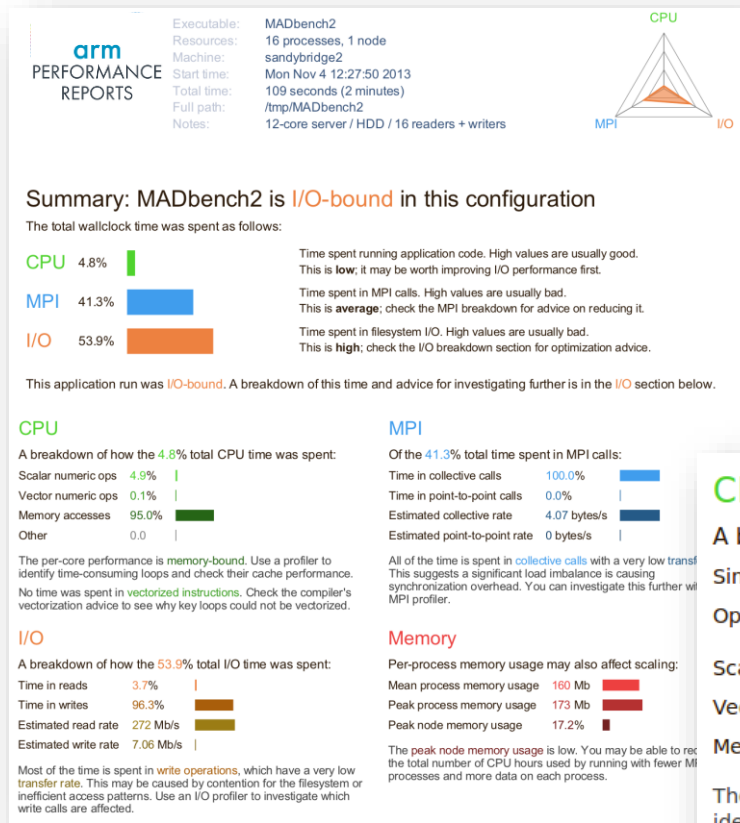 arm
PERFORMANCE
REPORTS
Executable: MADbench2
Resources: 16 processes, 1 node
Machine: sandybridge2
Start time: Mon Nov 4 12:27:50 2013
Total time: 109 seconds (2 minutes)
Full path: /tmp/MADbench2
Notes: 12-core server / HDD / 16 readers + writers
CPU
MPI
I/O
Summary: MADbench2 is I/O-bound in this configuration
The total wallclock time was spent as follows:
CPU 4.8%
Time spent running application code. High values are usually good.
This is low; it may be worth improving I/O performance first.
MPI 41.3%
Time spent in MPI calls. High values are usually bad.
This is average; check the MPI breakdown for advice on reducing it.
I/O 53.9%
Time spent in filesystem I/O. High values are usually bad.
This is high; check the I/O breakdown section for optimization advice.
This application run was I/O-bound. A breakdown of this time and advice for investigating further is in the I/O section below.
CPU
A breakdown of how the 4.8% total CPU time was spent:
Scalar numeric ops 4.9%
Vector numeric ops 0.1%
Memory accesses 95.0%
Other 0.0
The per-core performance is memory-bound. Use a profiler to
identify time-consuming loops and check their cache performance.
No time was spent in vectorized instructions. Check the compiler's
vectorization advice to see why key loops could not be vectorized.
MPI
Of the 41.3% total time spent in MPI calls:
Time in collective calls 100.0%
Time in point-to-point calls 0.0%
Estimated collective rate 4.07 bytes/s
Estimated point-to-point rate 0 bytes/s
All of the time is spent in collective calls with a very low
This suggests a significant load imbalance is causing
synchronization overhead. You can investigate this further
MPI profiler.
I/O
A breakdown of how the 53.9% total I/O time was spent:
Time in reads 3.7%
Time in writes 96.3%
Estimated read rate 272 Mb/s
Estimated write rate 7.06 Mb/s
Most of the time is spent in write operations, which have a very low
transfer rate. This may be caused by contention for the filesystem or
inefficient access patterns. Use an I/O profiler to investigate which
write calls are affected.
Memory
Per-process memory usage may also affect scaling:
Mean process memory usage 160 Mb
Peak process memory usage 173 Mb
Peak node memory usage 17.2%
The peak node memory usage is low. You may be able to
the total number of CPU hours used by running with fewer
processes and more data on each process.
A